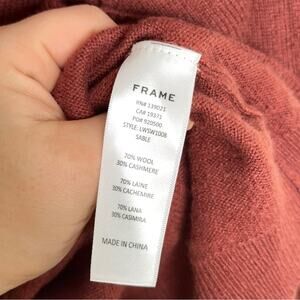 FRAME
RN# 139023
CA# 19371
PO# 920500
STYLE: LWSW1008
SABLE
70% WOOL
30% CASHMERE
70% LAINE
30% CACHEMIRE
70% LANA
30% CASIMIRA
MADE IN CHINA